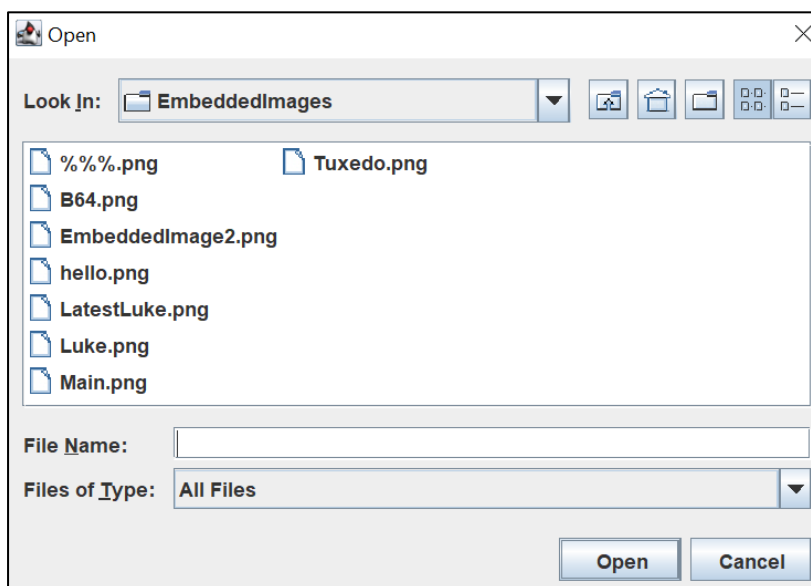 Open
Look In: EmbeddedImages
%%%.png
B64.png
EmbeddedImage2.png
hello.png
LatestLuke.png
Luke.png
Main.png
Tuxedo.png
File Name:
Files of Type: All Files
Open Cancel